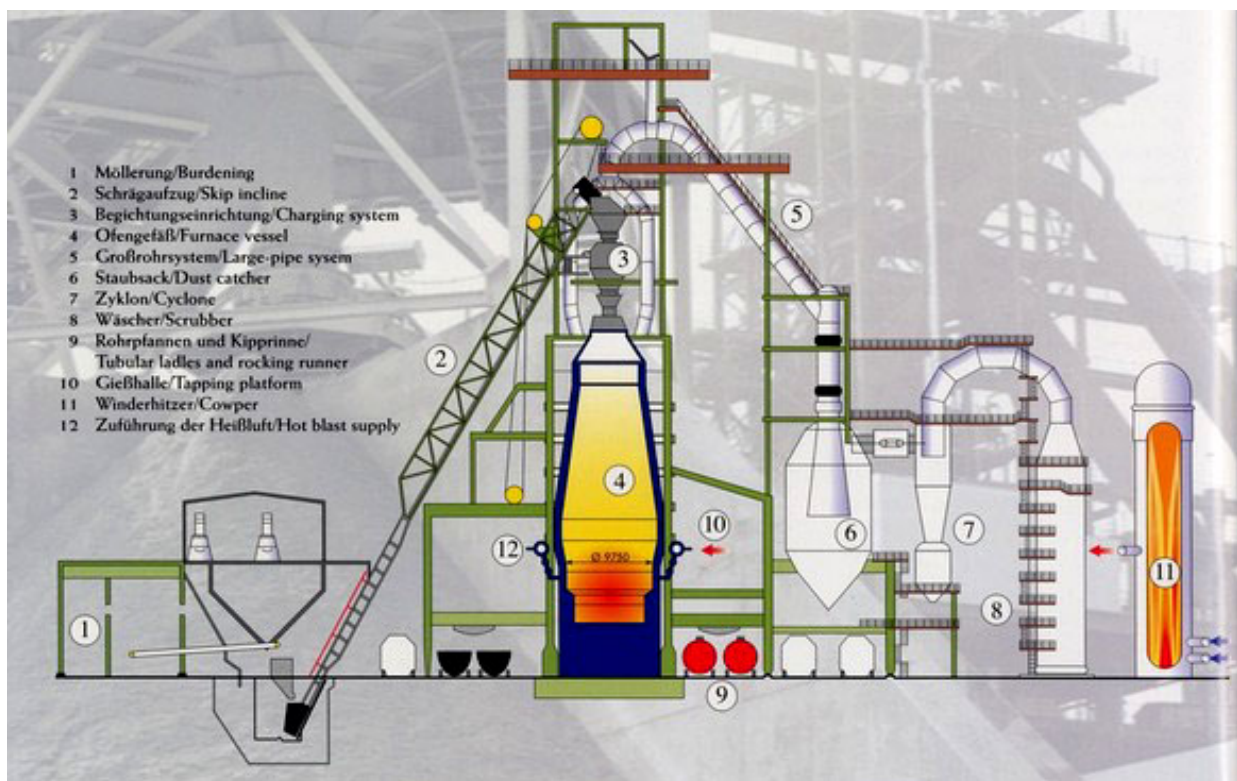 1 Möllerung/Burdening
2 Schrägaufzug/Skip incline
3 Begichtungseinrichtung/Charging system
4 Ofengefäß/Furnace vessel
5 Großrohrsystem/Large-pipe sysem
6 Staubsack/Dust catcher
7 Zyklon/Cyclone
8 Wäscher/Scrubber
9 Rohrpfannen und Kipprinne/
Tubular ladles and rocking runner
10 Gießhalle/Tapping platform
11 Winderhitzer/Cowper
12 Zuführung der Heißluft/Hot blast supply
5
3
2
4
10
12
6
7
Ø 9750
11
8
1
9